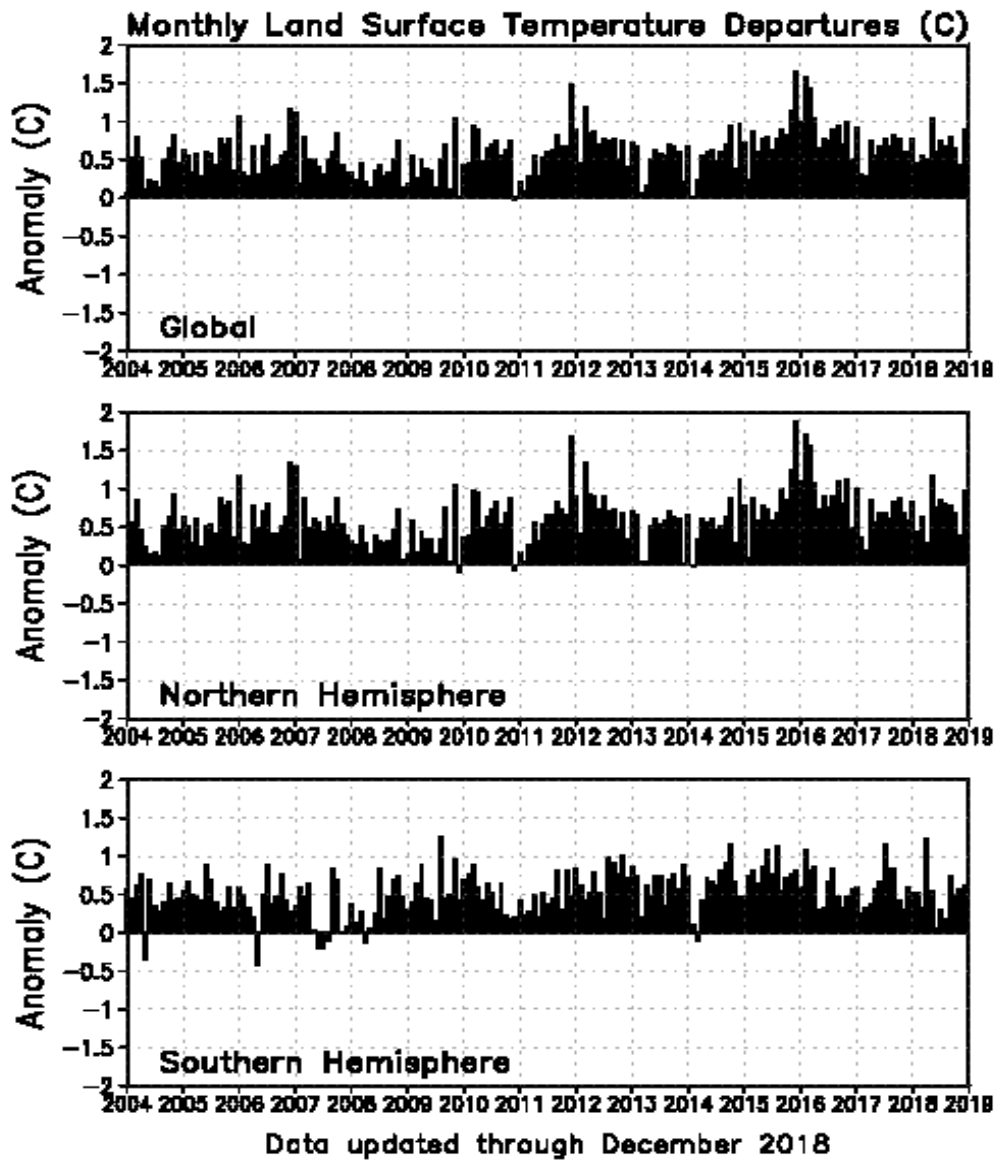 Monthly Land Surface Temperature Departures (C)
2
1.5
1
0.5
0
−0.5
−1
−1.5
−2
Anomaly (C)
Global
2004 2005 2006 2007 2008 2009 2010 2011 2012 2013 2014 2015 2016 2017 2018 2019
2
1.5
1
0.5
0
−0.5
−1
−1.5
−2
Anomaly (C)
Northern Hemisphere
2004 2005 2006 2007 2008 2009 2010 2011 2012 2013 2014 2015 2016 2017 2018 2019
2
1.5
1
0.5
0
−0.5
−1
−1.5
−2
Anomaly (C)
Southern Hemisphere
2004 2005 2006 2007 2008 2009 2010 2011 2012 2013 2014 2015 2016 2017 2018 2019
Data updated through December 2018